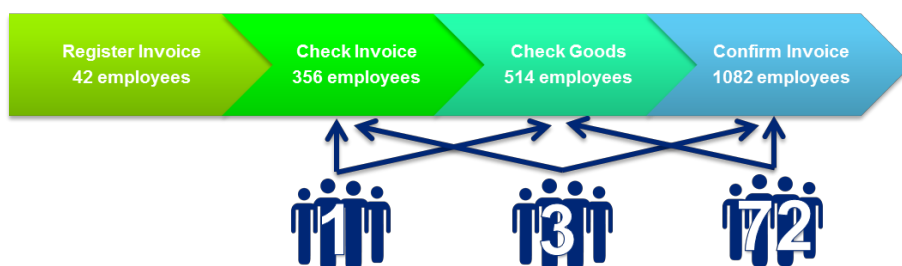 Register Invoice
42 employees
Check Invoice
356 employees
Check Goods
514 employees
Confirm Invoice
1082 employees
1
3
72